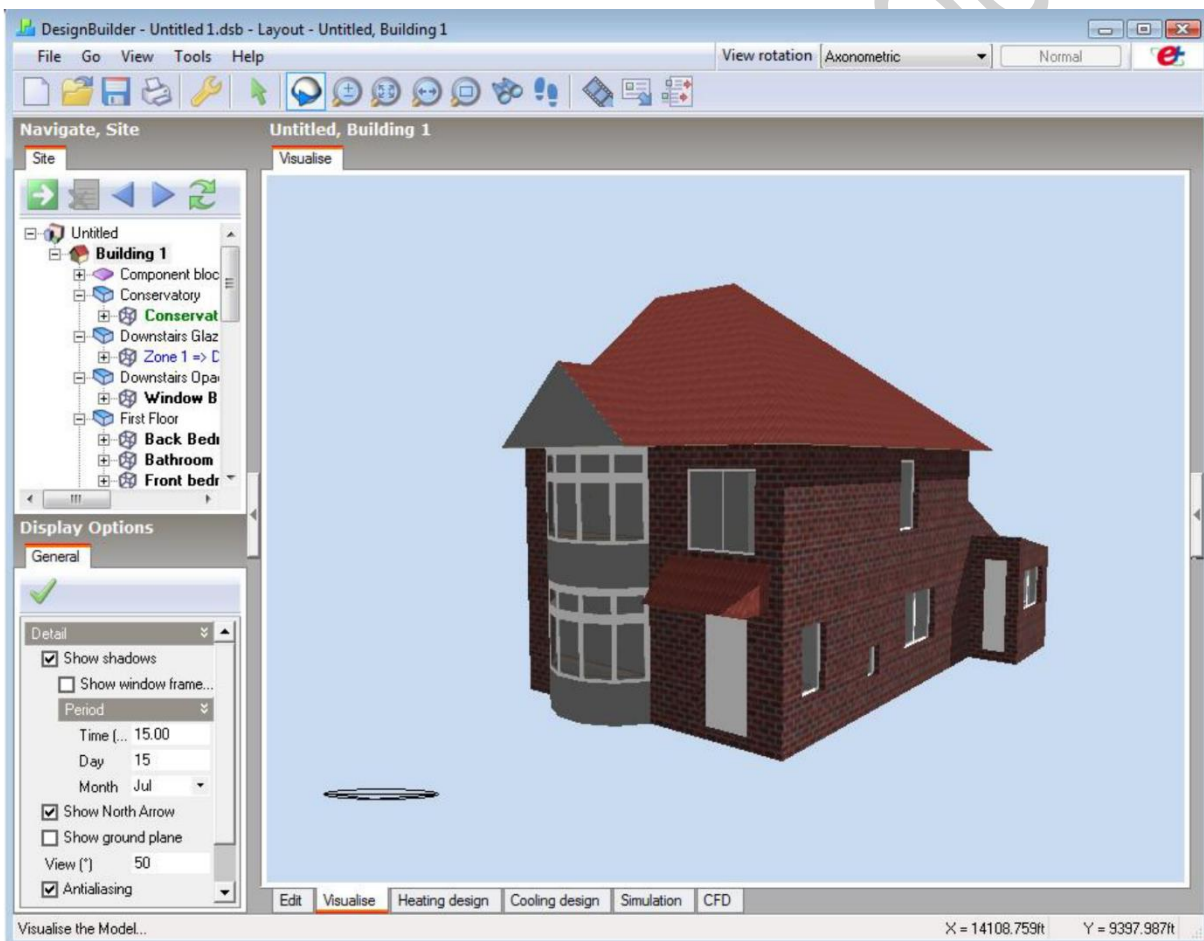 DesignBuilder - Untitled 1.dsb - Layout - Untitled, Building 1
File Go View Tools Help
View rotation Axonometric Normal
Navigate, Site
Site
Untitled
Building 1
Component bloc
Conservatory
Conservat
Downstairs Glaz
Zone 1 => D
Downstairs Opa
Window B
First Floor
Back Bedr
Bathroom
Front bedr
Display Options
General
Detail
Show shadows
Show window frame...
Period
Time (... 15.00
Day 15
Month Jul
Show North Arrow
Show ground plane
View (°) 50
Antialiasing
Untitled, Building 1
Visualise
Edit Visualise Heating design Cooling design Simulation CFD
Visualise the Model...
X = 14108.759ft Y = 9397.987ft